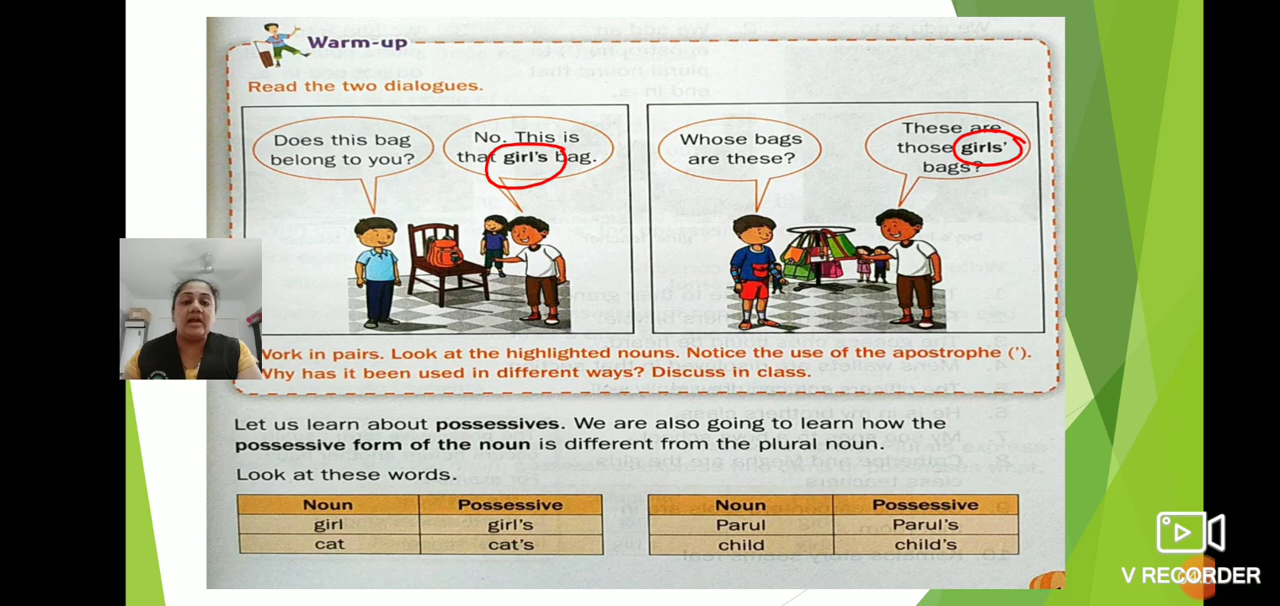 Warm-up
Read the two dialogues.
Does this bag
belong to you?
No. This is
that girl's bag.
Whose bags
are these?
These are
those girls'
bags?
Work in pairs. Look at the highlighted nouns. Notice the use of the apostrophe (').
Why has it been used in different ways? Discuss in class.
Let us learn about possessives. We are also going to learn how the
possessive form of the noun is different from the plural noun.
Look at these words.
Noun Possessive
girl girl's
cat cat's
Noun Possessive
Parul Parul's
child child's
V RECORDER